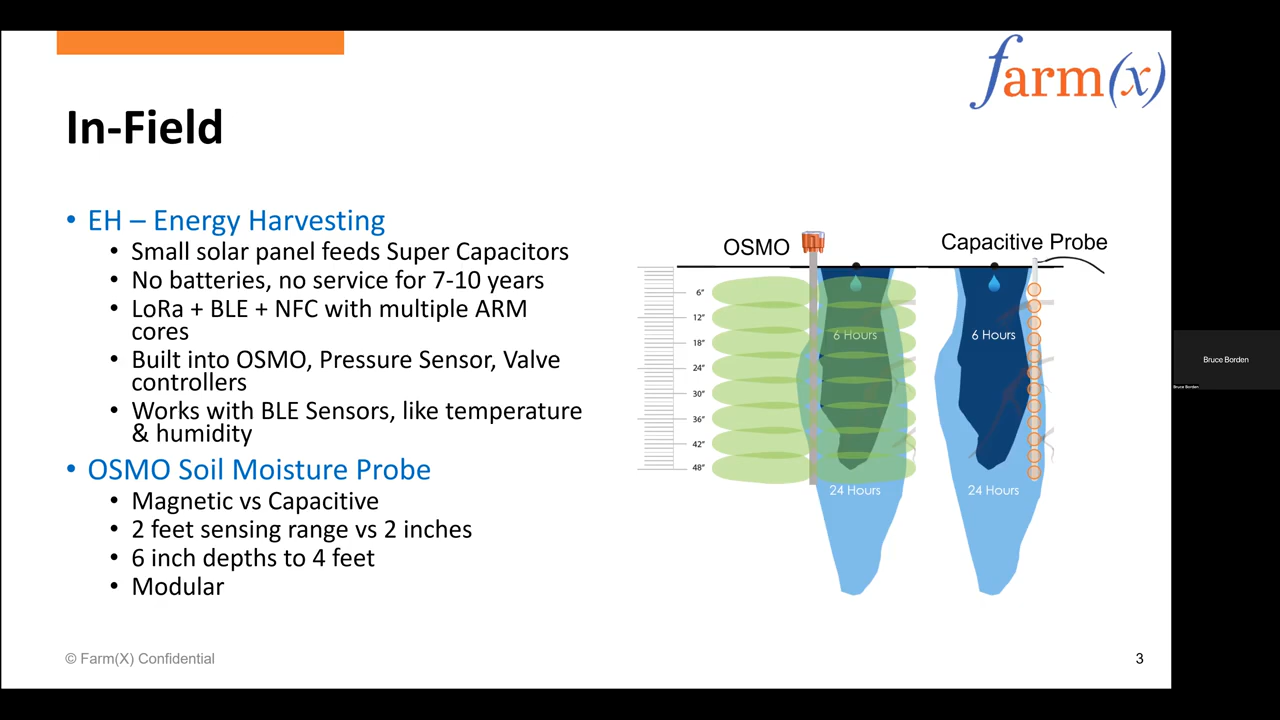 farm(x)
In-Field
• EH – Energy Harvesting
• Small solar panel feeds Super Capacitors
• No batteries, no service for 7-10 years
• LoRa + BLE + NFC with multiple ARM
cores
• Built into OSMO, Pressure Sensor, Valve
controllers
• Works with BLE Sensors, like temperature
& humidity
• OSMO Soil Moisture Probe
• Magnetic vs Capacitive
• 2 feet sensing range vs 2 inches
• 6 inch depths to 4 feet
• Modular
OSMO
Capacitive Probe
6"
12"
18"
24"
30"
36"
42"
48"
6 Hours
24 Hours
6 Hours
24 Hours
© Farm(X) Confidential
3
Bruce Borden
Bruce Borden